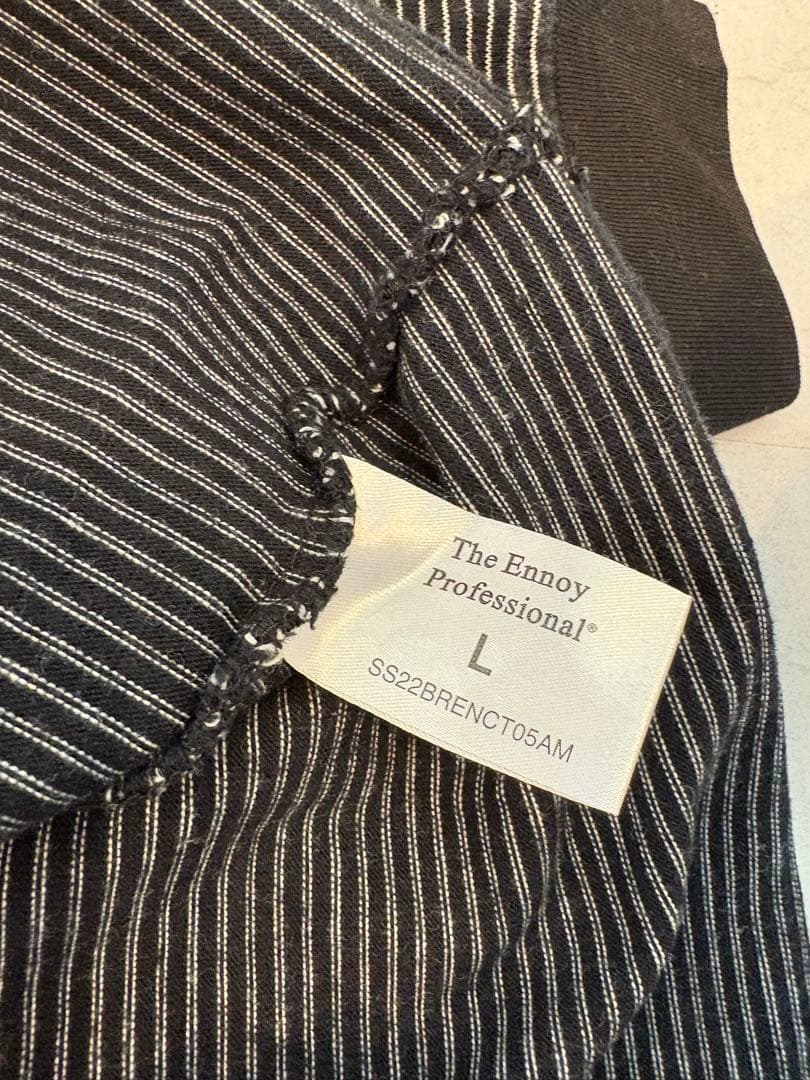 The Ennoy
Professional®
L
SS22BRENCT05AM